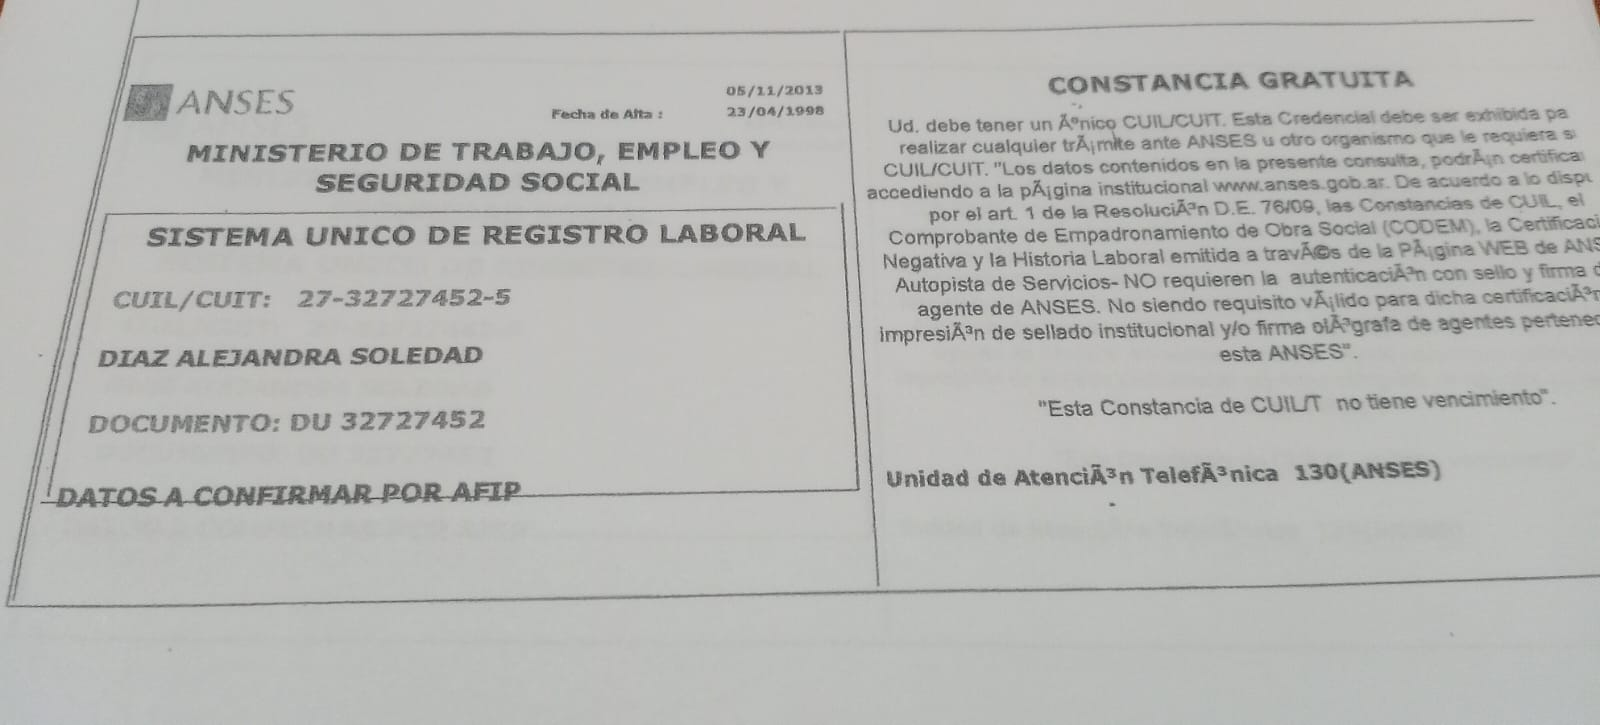 ANSES
05/11/2013
Fecha de Alta : 23/04/1998
MINISTERIO DE TRABAJO, EMPLEO Y
SEGURIDAD SOCIAL
SISTEMA UNICO DE REGISTRO LABORAL
CUIL/CUIT: 27-32727452-5
DIAZ ALEJANDRA SOLEDAD
DOCUMENTO: DU 32727452
DATOS A CONFIRMAR POR AFIP
CONSTANCIA GRATUITA
Ud. debe tener un Ãºnico CUIL/CUIT. Esta Credencial debe ser exhibida pa
realizar cualquier trÃ¡mite ante ANSES u otro organismo que le requiera s
CUIL/CUIT. "Los datos contenidos en la presente consulta, podrÃ¡n certifica
accediendo a la pÃ¡gina institucional www.anses.gob.ar. De acuerdo a lo dispu
por el art. 1 de la ResoluciÃ³n D.E. 76/09, las Constancias de CUIL, el
Comprobante de Empadronamiento de Obra Social (CODEM), la Certificaci
Negativa y la Historia Laboral emitida a travÃ©s de la PÃ¡gina WEB de ANS
Autopista de Servicios- NO requieren la autenticaciÃ³n con sello y firma d
agente de ANSES. No siendo requisito vÃ¡lido para dicha certificaciÃ³n
impresiÃ³n de sellado institucional y/o firma olÃ³grafa de agentes pertenec
esta ANSES".
"Esta Constancia de CUIL/T no tiene vencimiento".
Unidad de AtenciÃ³n TelefÃ³nica 130(ANSES)